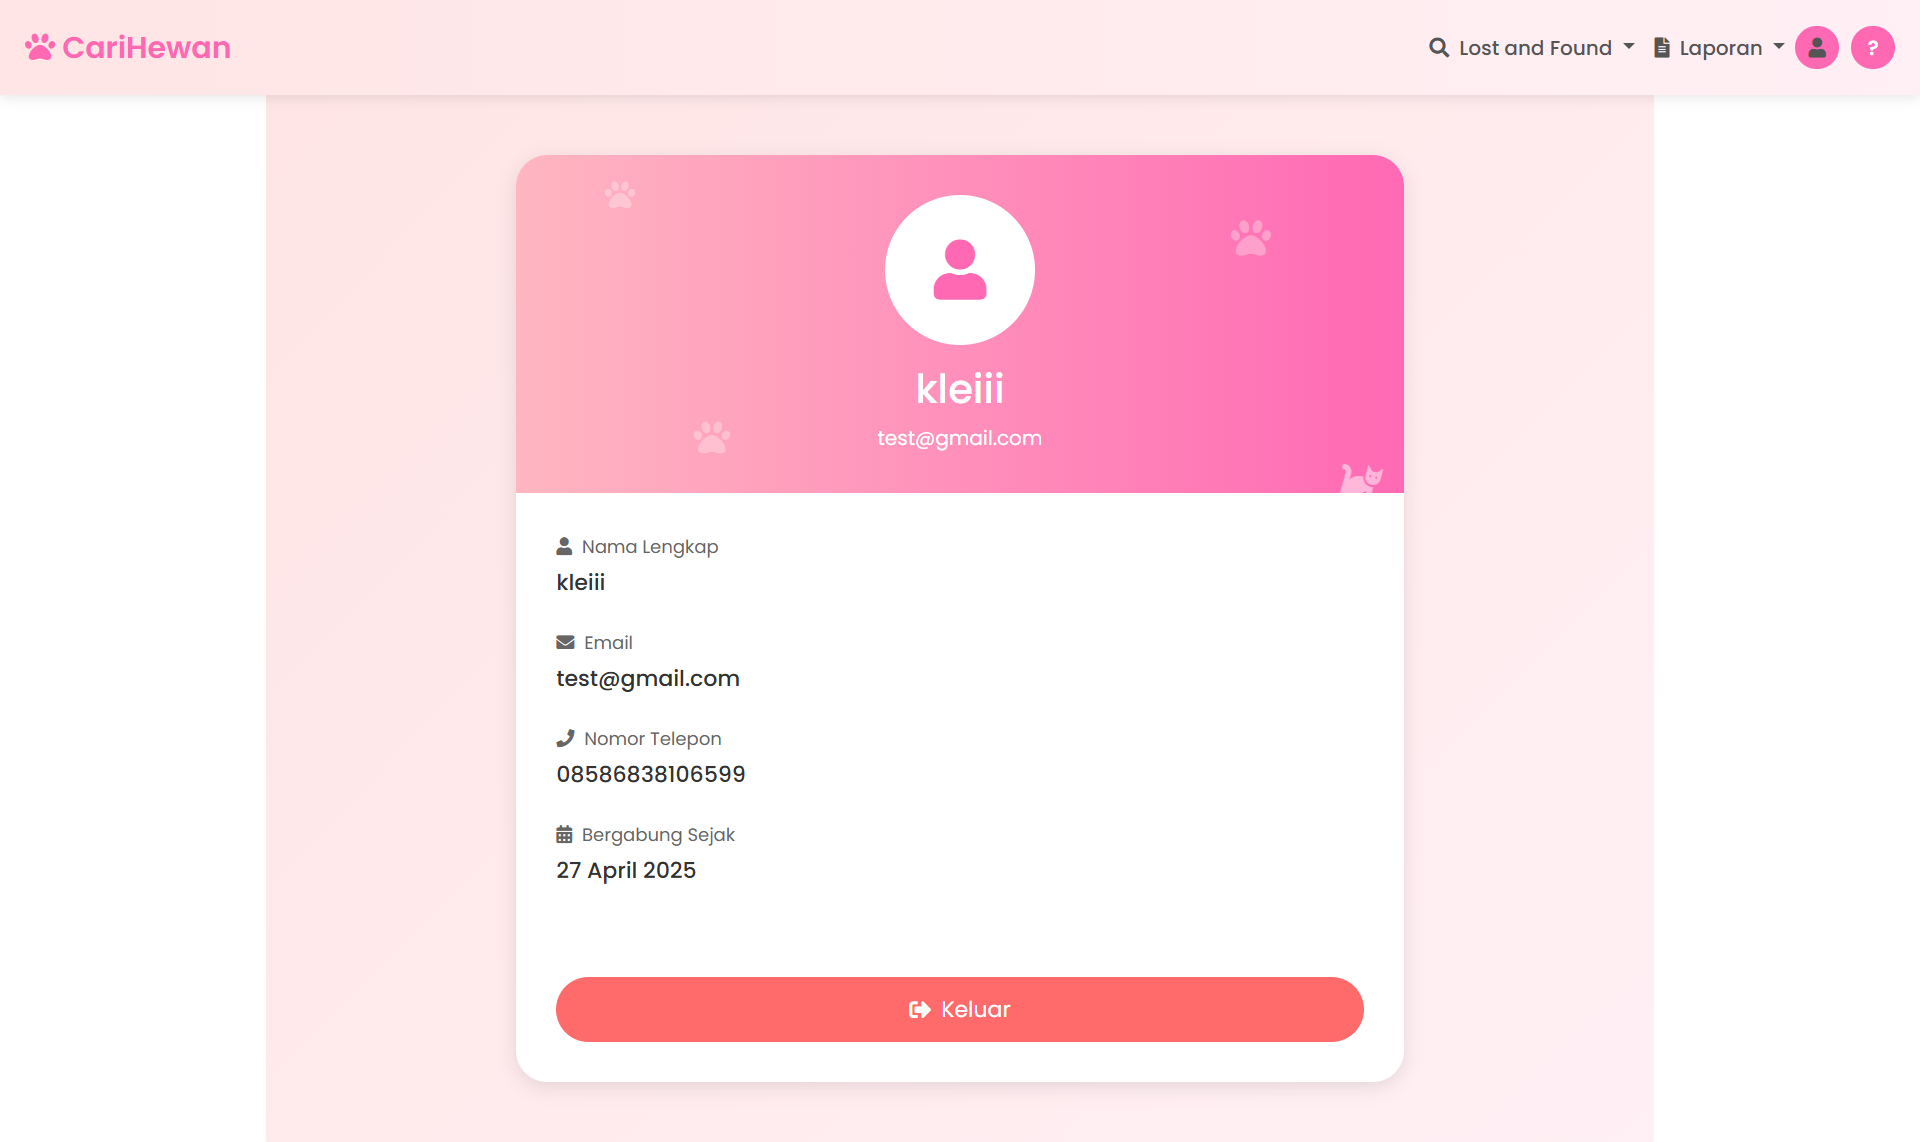 CariHewan
Lost and Found
Laporan
?
kleiii
test@gmail.com
Nama Lengkap
kleiii
Email
test@gmail.com
Nomor Telepon
08586838106599
Bergabung Sejak
27 April 2025
Keluar